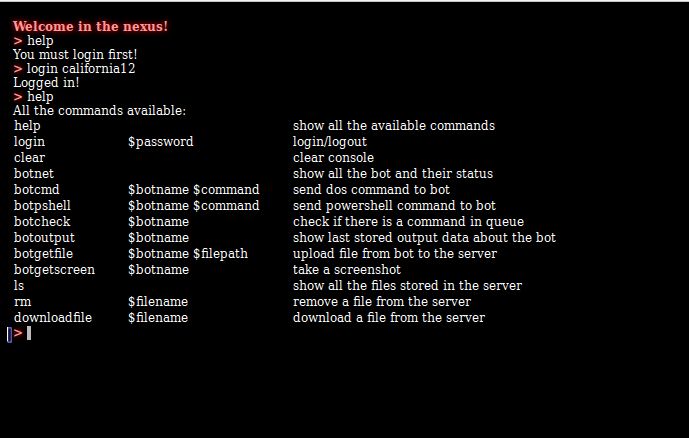 Welcome in the nexus!
> help
You must login first!
> login california12
Logged in!
> help
All the commands available:
help show all the available commands
login $password login/logout
clear clear console
botnet show all the bot and their status
botcmd $botname $command send dos command to bot
botpshell $botname $command send powershell command to bot
botcheck $botname check if there is a command in queue
botoutput $botname show last stored output data about the bot
botgetfile $botname $filepath upload file from bot to the server
botgetscreen $botname take a screenshot
ls show all the files stored in the server
rm $filename remove a file from the server
downloadfile $filename download a file from the server
>